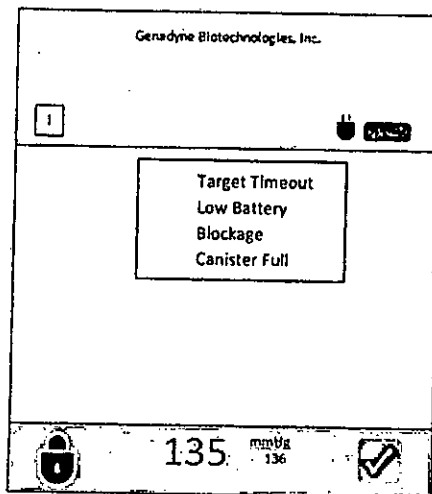 Genadyne Biotechnologies, Inc.
1
Target Timeout
Low Battery
Blockage
Canister Full
135 mmHg
136